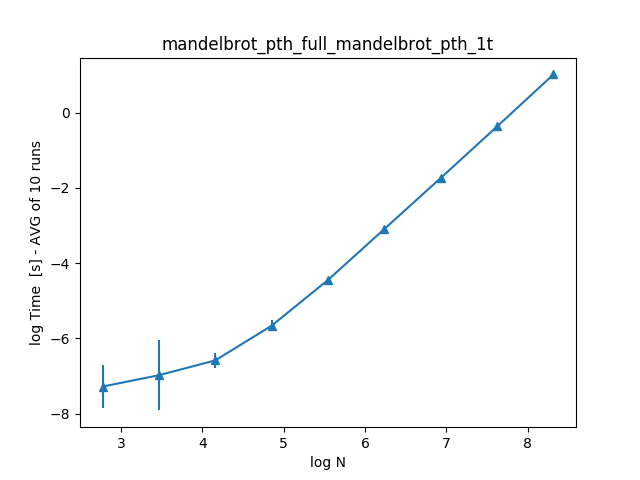 mandelbrot_pth_full_mandelbrot_pth_1t
log Time  [s] - AVG of 10 runs
0
−2
−4
−6
−8
3 4 5 6 7 8
log N